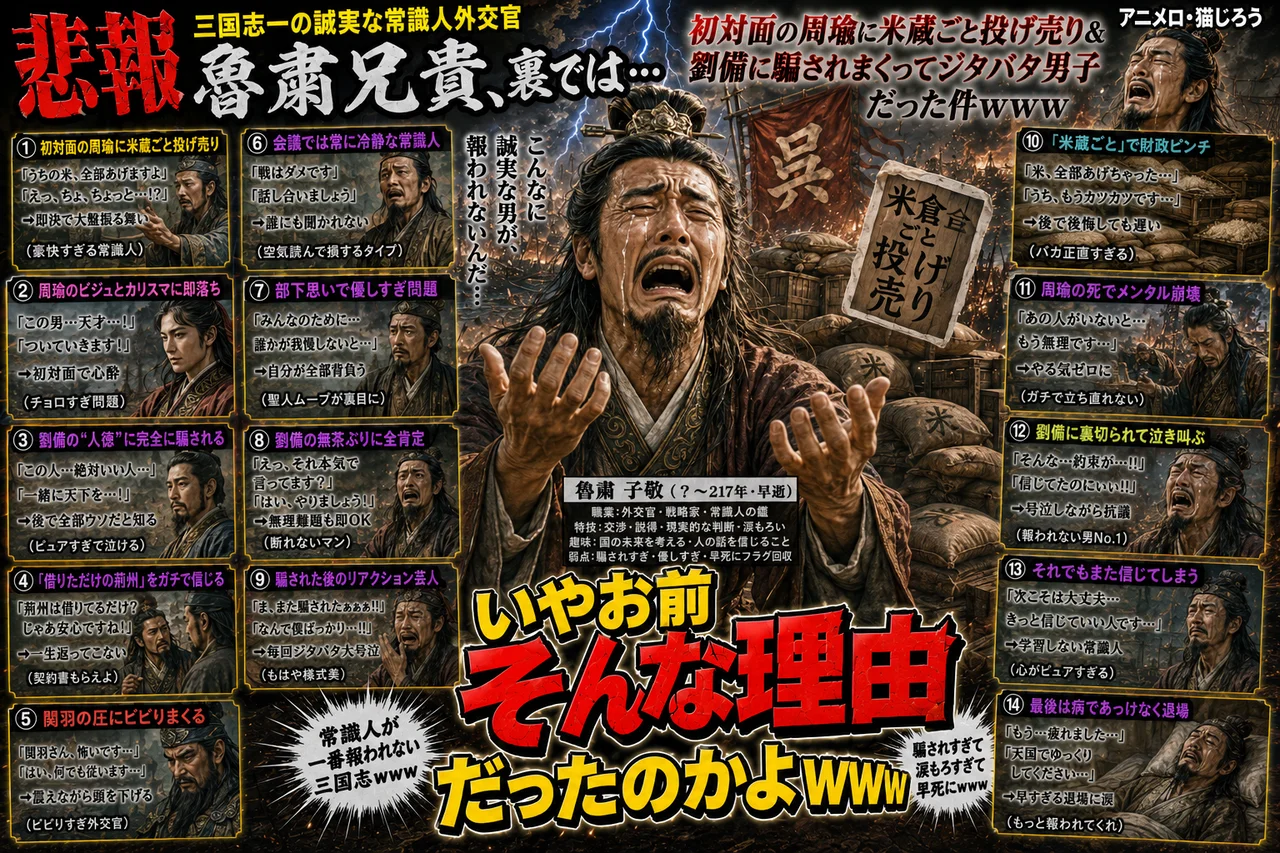 悲報
三国志一の誠実な常識人外交官
魯粛兄貴、裏では…
初対面の周瑜に米蔵ごと投げ売り&
劉備に騙されまくってジタバタ男子
だった件www
アニメロ・猫じろう
① 初対面の周瑜に米蔵ごと投げ売り
「うちの米、全部あげますよ」
「えっ、ちょ、ちょっと…!?」
→即決で大盤振る舞い
(豪快すぎる常識人)
② 周瑜のビジュとカリスマに即落ち
「この男…天才…!」
「ついていきます!」
→初対面で心酔
(チョロすぎ問題)
③ 劉備の“人徳”に完全に騙される
「この人…絶対いい人…」
「一緒に天下を…!」
→後で全部ウソだと知る
(ピュアすぎで泣ける)
④ 「借りただけの荊州」をガチで信じる
「荊州は借りてるだけ?
じゃあ安心ですね!」
→一生返ってこない
(契約書もらえよ)
⑤ 関羽の圧にビビりまくる
「関羽さん、怖いです…」
「はい、何でも従います…」
→震えながら頭を下げる
(ビビりすぎ外交官)
⑥ 会議では常に冷静な常識人
「戦はダメです」
「話し合いましょう」
→誰にも聞かれない
(空気読んで損するタイプ)
⑦ 部下思いで優しすぎ問題
「みんなのために…
誰かが我慢しないと…」
→自分が全部背負う
(聖人ムーブが裏目に)
⑧ 劉備の無茶ぶりに全肯定
「えっ、それ本気で
言ってます?」
「はい、やりましょう!」
→無理難題も即OK
(断れないマン)
⑨ 騙された後のリアクション芸人
「ま、また騙されたぁぁぁ!!」
「なんで僕ばっかり…!!」
→毎回ジタバタ大号泣
(もはや様式美)
こんなに
誠実な男が、
報われないんだ…
呉
米倉
ごと
投げ
売り
米
米
魯粛 子敬(?～217年・早逝)
職業:外交官・戦略家・常識人の鑑
特技:交渉・説得・現実的な判断・涙もろい
趣味:国の未来を考える・人の話を信じること
弱点:騙されすぎ・優しすぎ・早死にフラグ回収
⑩ 「米蔵ごと」で財政ピンチ
「米、全部あげちゃった…」
「うち、もうカツカツです…」
→後で後悔しても遅い
(バカ正直すぎる)
⑪ 周瑜の死でメンタル崩壊
「あの人がいないと…
もう無理です…」
→やる気ゼロに
(ガチで立ち直れない)
⑫ 劉備に裏切られて泣き叫ぶ
「そんな…約束が…!!」
「信じてたのにぃぃ!!」
→号泣しながら抗議
(報われない男No.1)
⑬ それでもまた信じてしまう
「次こそは大丈夫…
きっと信じていい人です…」
→学習しない常識人
(心がピュアすぎる)
⑭ 最後は病であっけなく退場
「もう…疲れました…」
「天国でゆっくり
してください…」
→早すぎる退場に涙
(もっと報われてくれ)
常識人が
一番報われない
三国志www
いやお前
そんな理由
だったのかよwww
騙されすぎて
涙もろすぎて
早死にwww